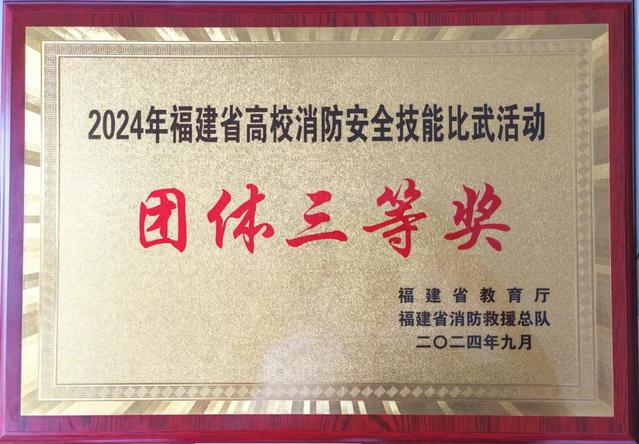 2024年福建省高校消防安全技能比武活动
团体三等奖
福建省教育厅
福建省消防救援总队
二〇二四年九月